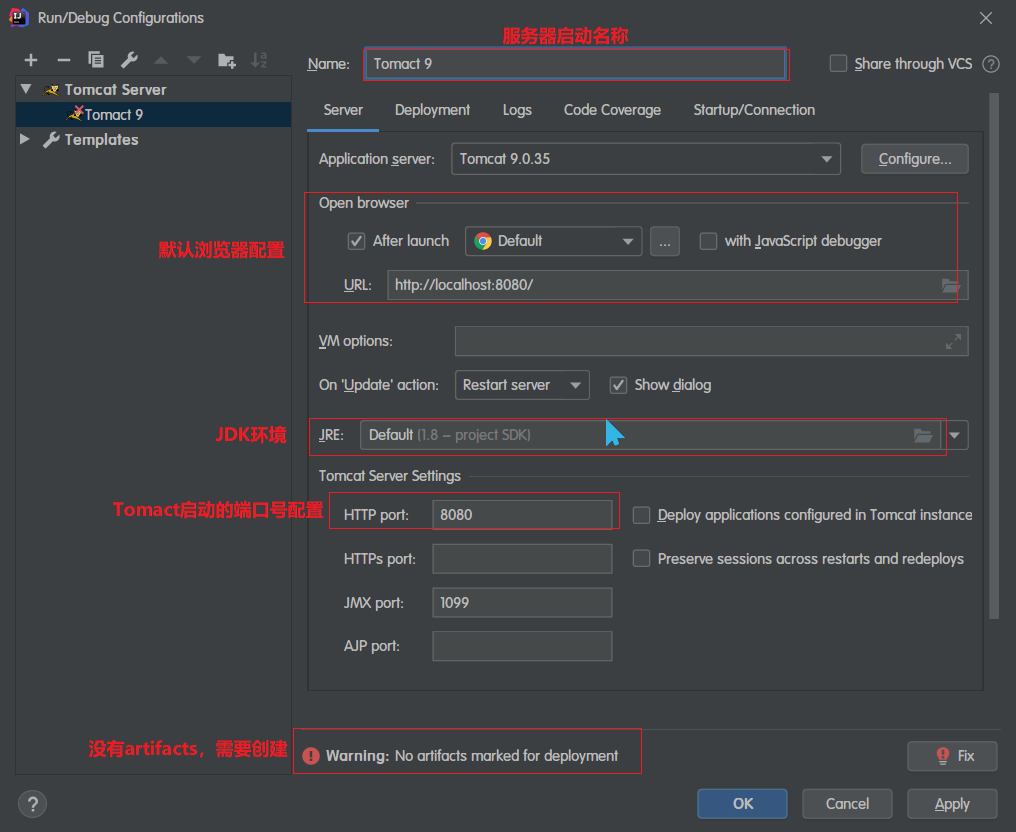 Run/Debug Configurations
服务器启动名称
Name: Tomact 9 Share through VCS ?
Tomcat Server
Tomact 9
Templates
Server Deployment Logs Code Coverage Startup/Connection
Application server: Tomcat 9.0.35 Configure...
Open browser
默认浏览器配置
After launch Default ... with JavaScript debugger
URL: http://localhost:8080/
VM options:
On 'Update' action: Restart server Show dialog
JDK环境
JRE: Default (1.8 – project SDK)
Tomcat Server Settings
Tomact启动的端口号配置
HTTP port: 8080 Deploy applications configured in Tomcat instance
HTTPs port: Preserve sessions across restarts and redeploys
JMX port: 1099
AJP port:
没有artifacts，需要创建
Warning: No artifacts marked for deployment Fix
? OK Cancel Apply